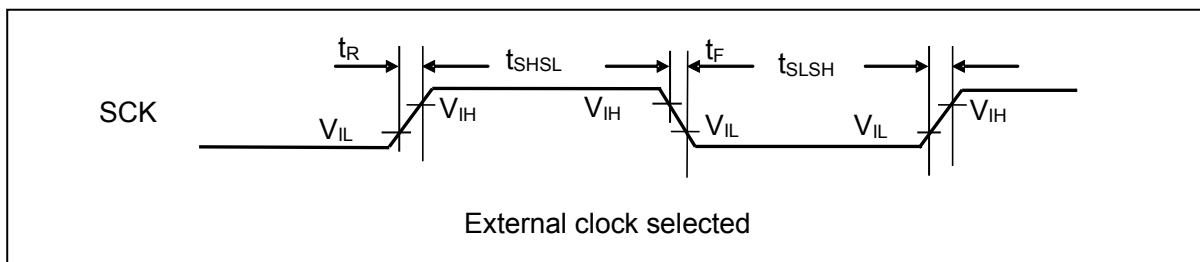 tR tSHSL tF tSLSH
SCK
VIH VIH VIH
VIL VIL VIL
External clock selected